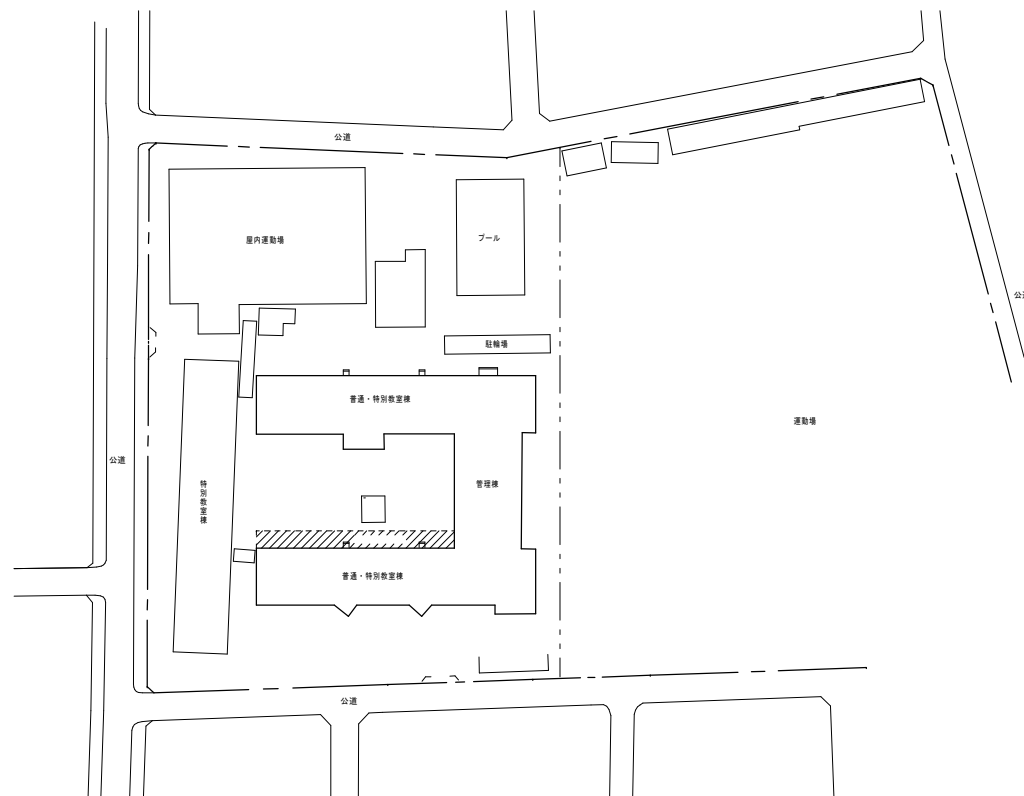 公道
屋内運動場
プール
公道
駐輪場
普通・特別教室棟
運動場
公道
特別教室棟
管理棟
普通・特別教室棟
公道